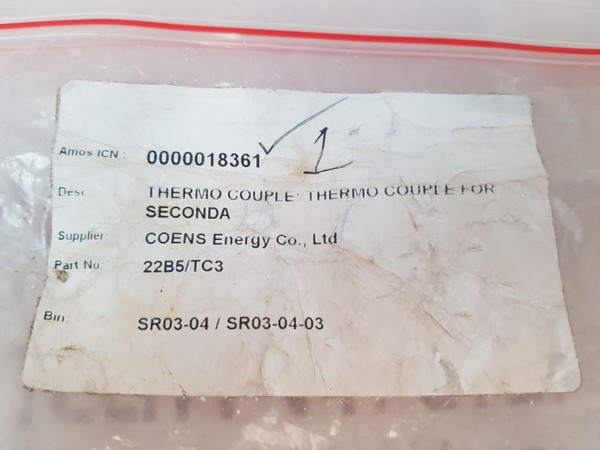 Amos ICN : 0000018361 1
Desc THERMO COUPLE: THERMO COUPLE FOR
SECONDA
Supplier COENS Energy Co., Ltd
Part No: 22B5/TC3
Bin: SR03-04 / SR03-04-03